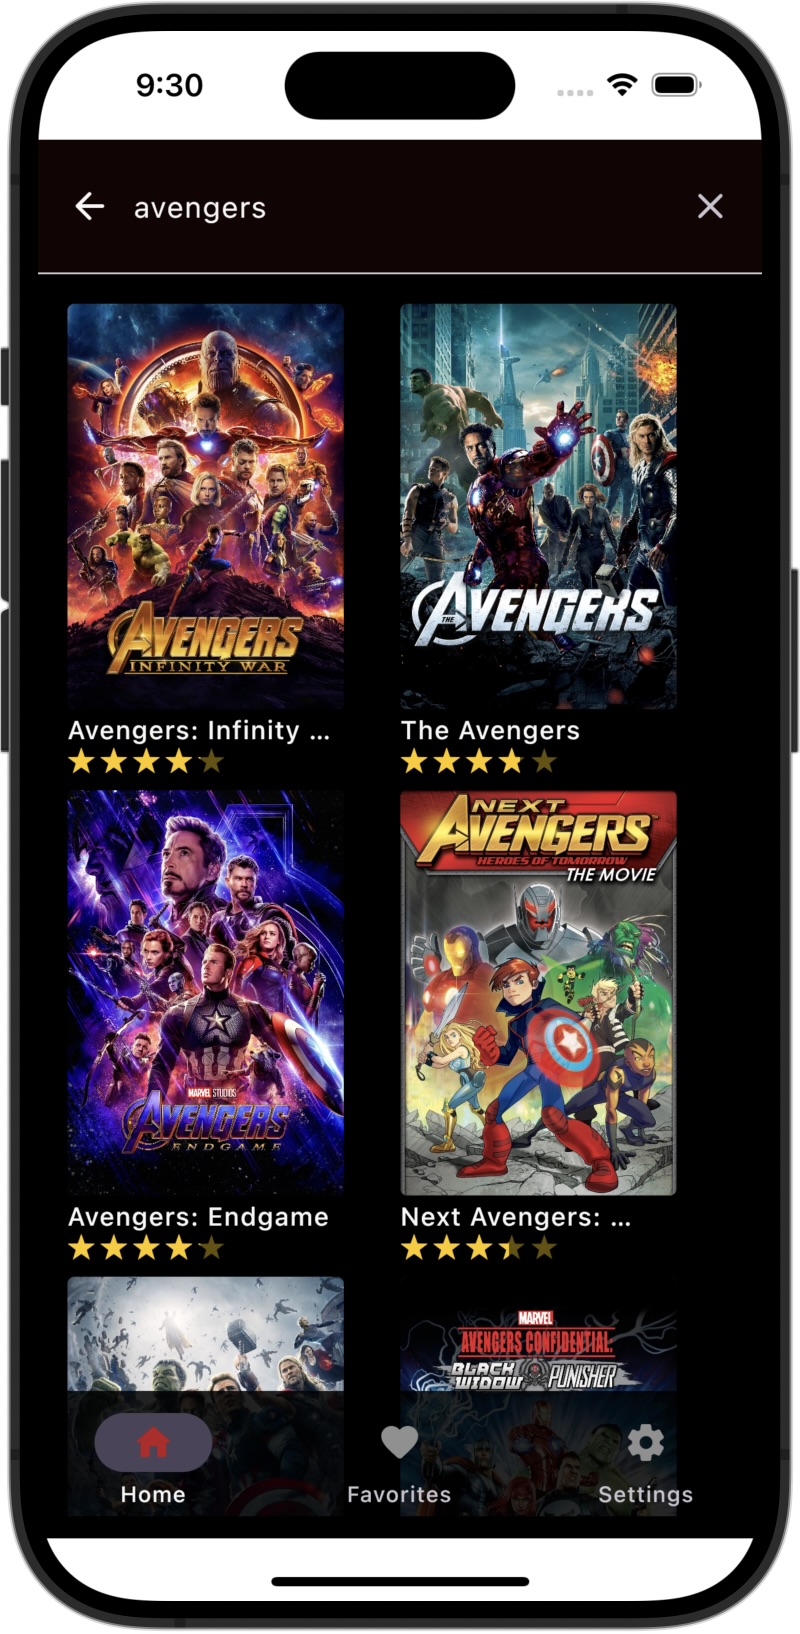 9:30
avengers
AVENGERS
INFINITY WAR
THE AVENGERS
Avengers: Infinity ...
The Avengers
NEXT
AVENGERS
HEROES OF TOMORROW
THE MOVIE
MARVEL STUDIOS
AVENGERS
ENDGAME
Avengers: Endgame
Next Avengers: ...
MARVEL
AVENGERS CONFIDENTIAL:
BLACK WIDOW PUNISHER
Home
Favorites
Settings